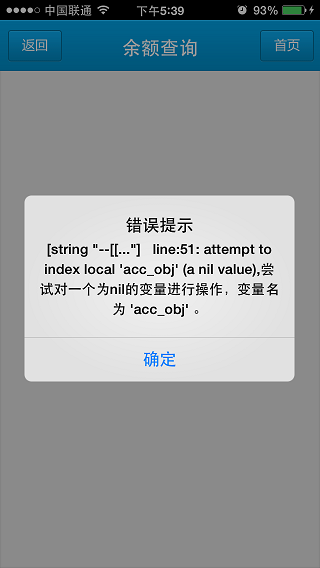 中国联通 下午5:39 93%
返回 余额查询 首页
错误提示
[string "--[[..."] line:51: attempt to
index local 'acc_obj' (a nil value),尝
试对一个为nil的变量进行操作，变量名
为 'acc_obj' 。
确定